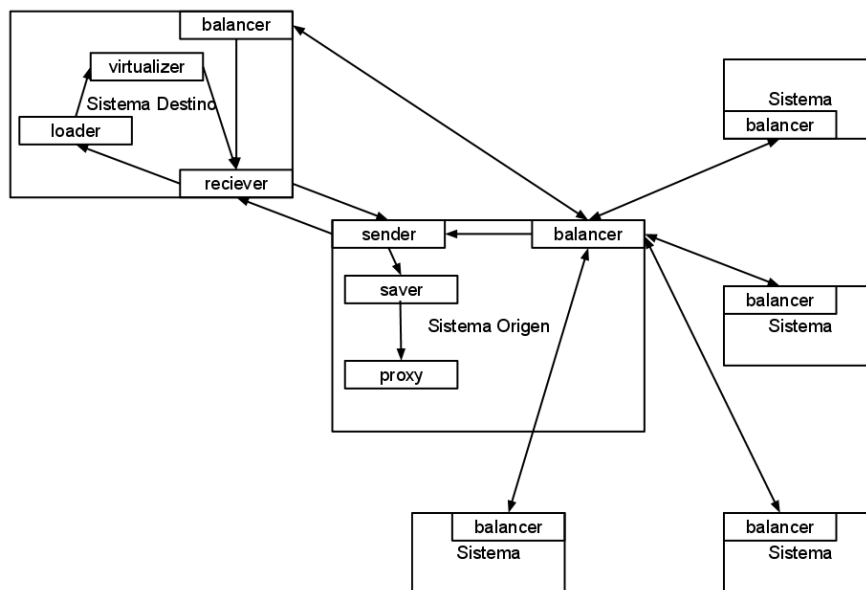 balancer
virtualizer
Sistema Destino
loader
reciever
Sistema
balancer
sender
balancer
saver
Sistema Origen
proxy
balancer
Sistema
balancer
Sistema
balancer
Sistema